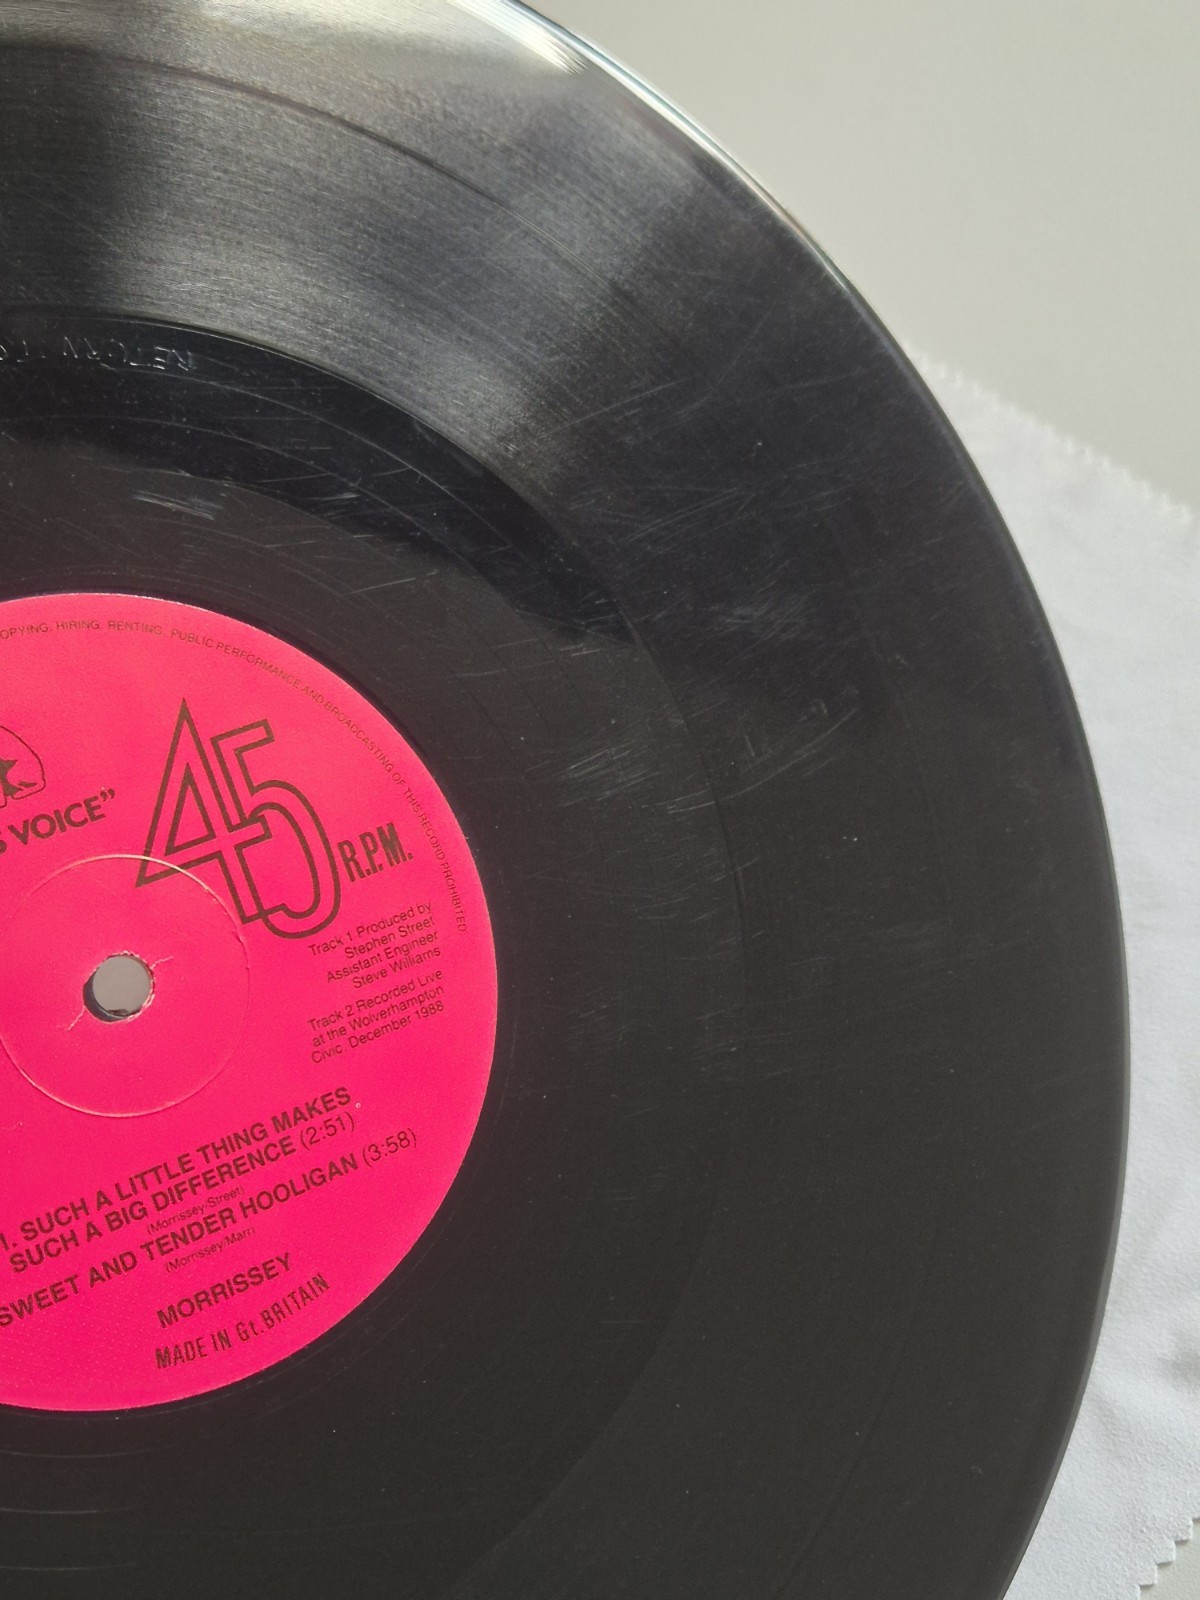 RETURN TO
OPYING, HIRING, RENTING, PUBLIC PERFORMANCE AND BROADCASTING OF THIS RECORD PROHIBITED
S VOICE”
45 R.P.M.
Track 1 Produced by
Stephen Street
Assistant Engineer
Steve Williams
Track 2 Recorded Live
at the Wolverhampton
Civic, December 1988
1. SUCH A LITTLE THING MAKES
SUCH A BIG DIFFERENCE (2:51)
(Morrissey/Street)
SWEET AND TENDER HOOLIGAN (3:58)
(Morrissey/Marr)
MORRISSEY
MADE IN Gt. BRITAIN